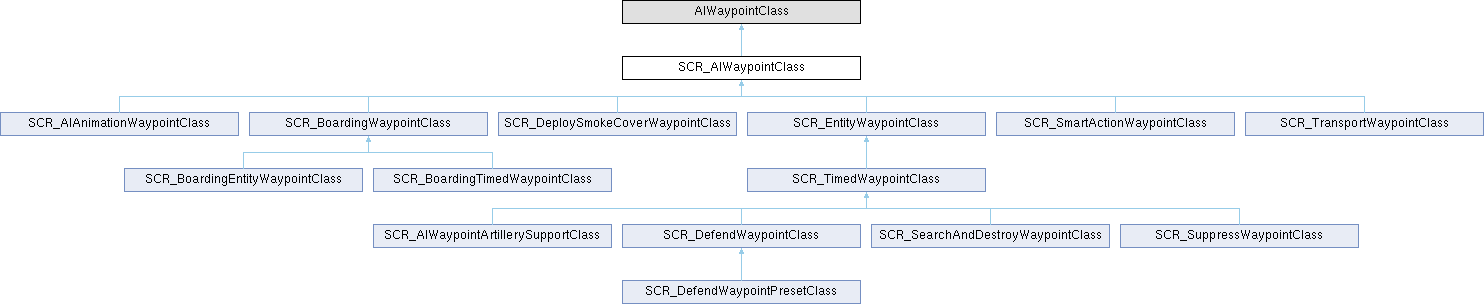 AIWaypointClass
SCR_AIWaypointClass
SCR_AIAnimationWaypointClass
SCR_BoardingWaypointClass
SCR_DeploySmokeCoverWaypointClass
SCR_EntityWaypointClass
SCR_SmartActionWaypointClass
SCR_TransportWaypointClass
SCR_BoardingEntityWaypointClass
SCR_BoardingTimedWaypointClass
SCR_TimedWaypointClass
SCR_AIWaypointArtillerySupportClass
SCR_DefendWaypointClass
SCR_SearchAndDestroyWaypointClass
SCR_SuppressWaypointClass
SCR_DefendWaypointPresetClass